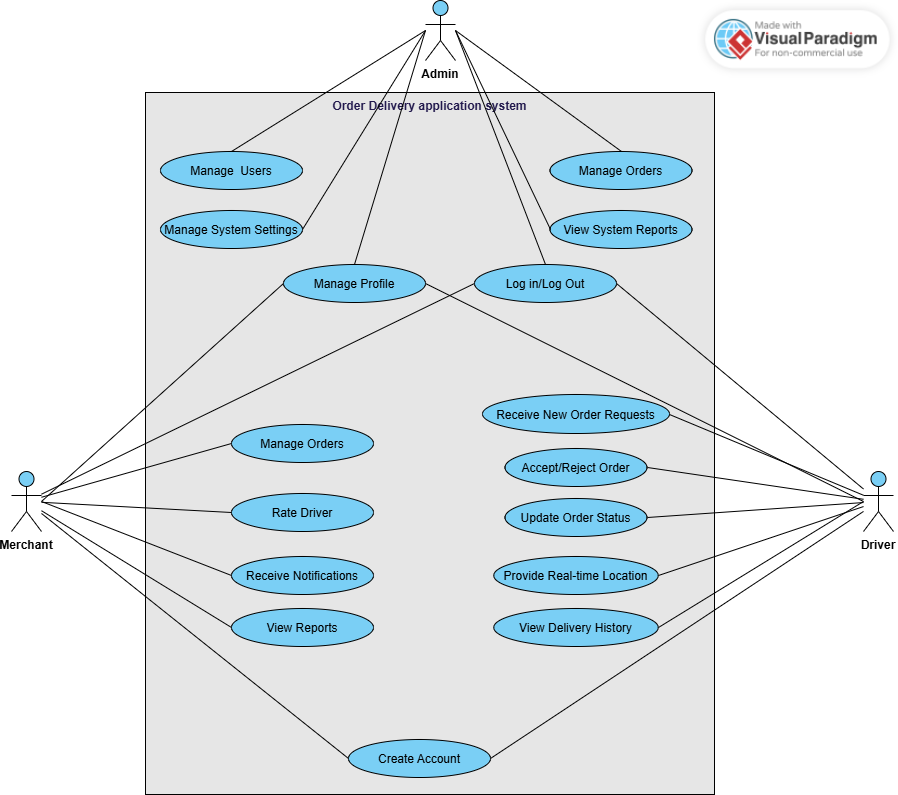 Made with
VisualParadigm
For non-commercial use
Admin
Order Delivery application system
Manage  Users
Manage Orders
Manage System Settings
View System Reports
Manage Profile
Log in/Log Out
Receive New Order Requests
Manage Orders
Accept/Reject Order
Rate Driver
Update Order Status
Merchant
Driver
Receive Notifications
Provide Real-time Location
View Reports
View Delivery History
Create Account